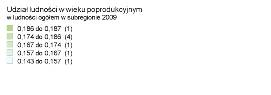 Udział ludności w wieku poprodukcyjnym
w ludności ogółem w subregionie 2009
0,186 do 0,187 (1)
0,174 do 0,186 (4)
0,167 do 0,174 (1)
0,157 do 0,167 (1)
0,143 do 0,157 (1)